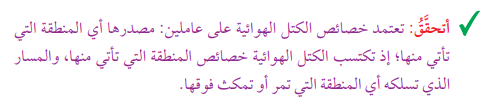 أتحقَّقُ: تعتمد خصائص الكتل الهوائية على عاملين: مصدرها أي المنطقة التي
تأتي منها؛ إذ تكتسب الكتل الهوائية خصائص المنطقة التي تأتي منها، والمسار
الذي تسلكه أي المنطقة التي تمر أو تمكث فوقها.